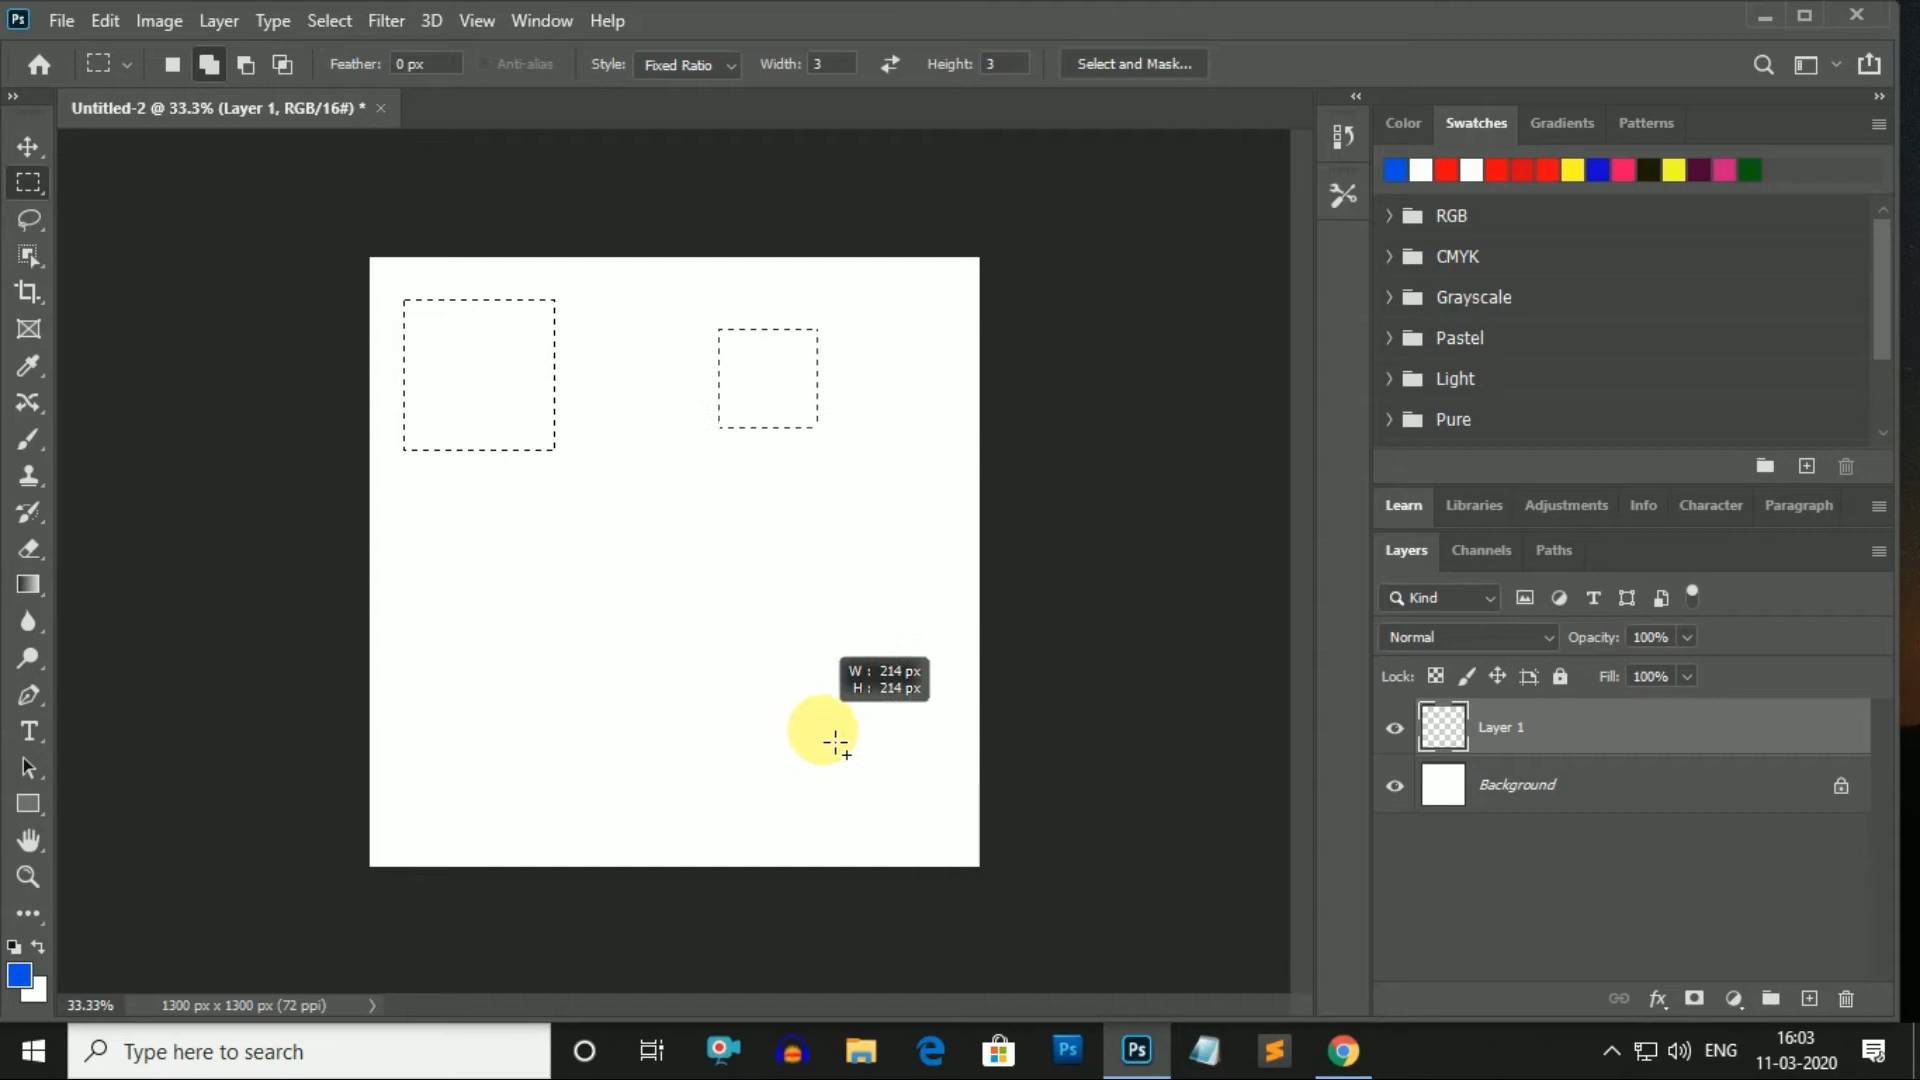 Ps File Edit Image Layer Type Select Filter 3D View Window Help
Feather: 0 px Anti-alias Style: Fixed Ratio Width: 3 Height: 3 Select and Mask...
Untitled-2 @ 33.3% (Layer 1, RGB/16#) *
Color Swatches Gradients Patterns
RGB
CMYK
Grayscale
Pastel
Light
Pure
Learn Libraries Adjustments Info Character Paragraph
Layers Channels Paths
Kind
Normal Opacity: 100%
Lock: Fill: 100%
W : 214 px
H : 214 px
Layer 1
Background
33.33% 1300 px x 1300 px (72 ppi)
Type here to search
Ps
Ps
ENG
16:03
11-03-2020